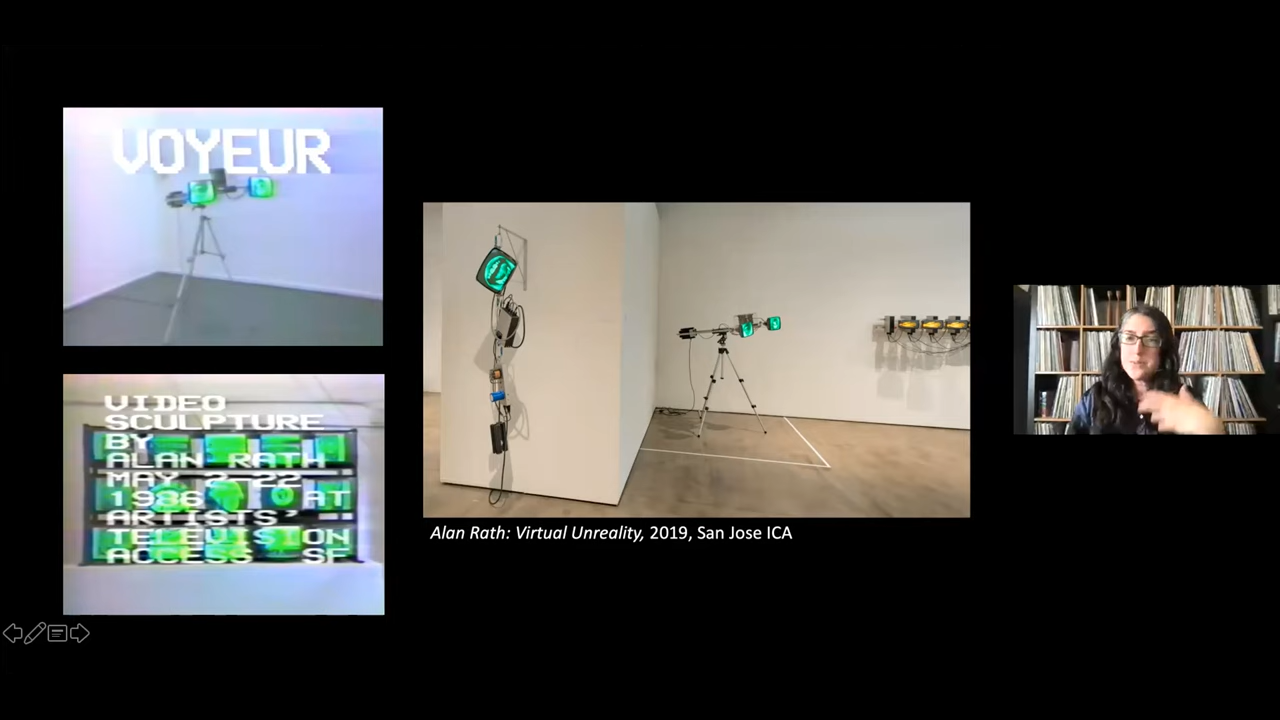 VOYEUR
VIDEO
SCULPTURE
BY
ALAN RATH
MAY 2-22
1986 AT
ARTISTS'
TELEVISION
ACCESS SF
Alan Rath: Virtual Unreality, 2019, San Jose ICA